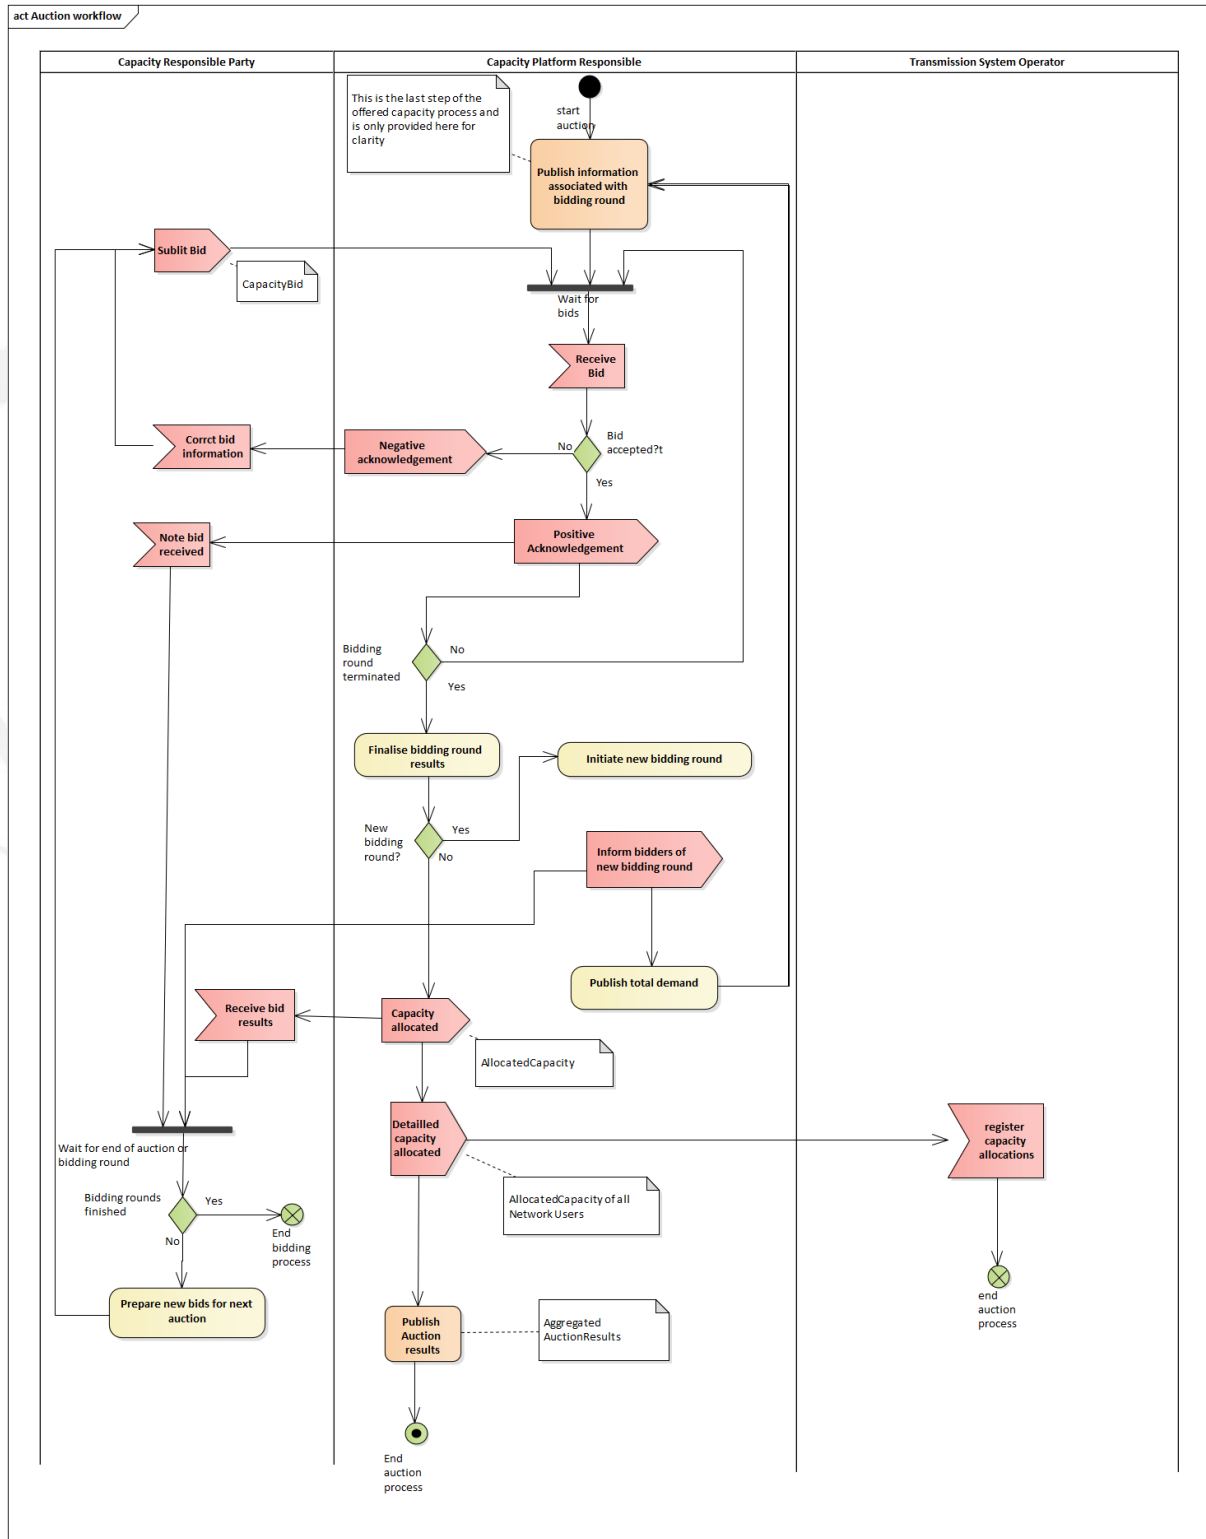 act Auction workflow
Capacity Responsible Party
Capacity Platform Responsible
Transmission System Operator
This is the last step of the
offered capacity process and
is only provided here for
clarity
start
auction
Publish information
associated with
bidding round
Sublit Bid
CapacityBid
Wait for
bids
Receive
Bid
Bid
accepted?t
No
Yes
Negative
acknowledgement
Corrct bid
information
Positive
Acknowledgement
Note bid
received
Bidding
round
terminated
No
Yes
Finalise bidding round
results
Initiate new bidding round
New
bidding
round?
Yes
No
Inform bidders of
new bidding round
Publish total demand
Receive bid
results
Capacity
allocated
AllocatedCapacity
Detailled
capacity
allocated
register
capacity
allocations
Wait for end of auction or
bidding round
AllocatedCapacity of all
Network Users
Bidding rounds
finished
Yes
No
End
bidding
process
end
auction
process
Prepare new bids for next
auction
Publish
Auction
results
Aggregated
AuctionResults
End
auction
process